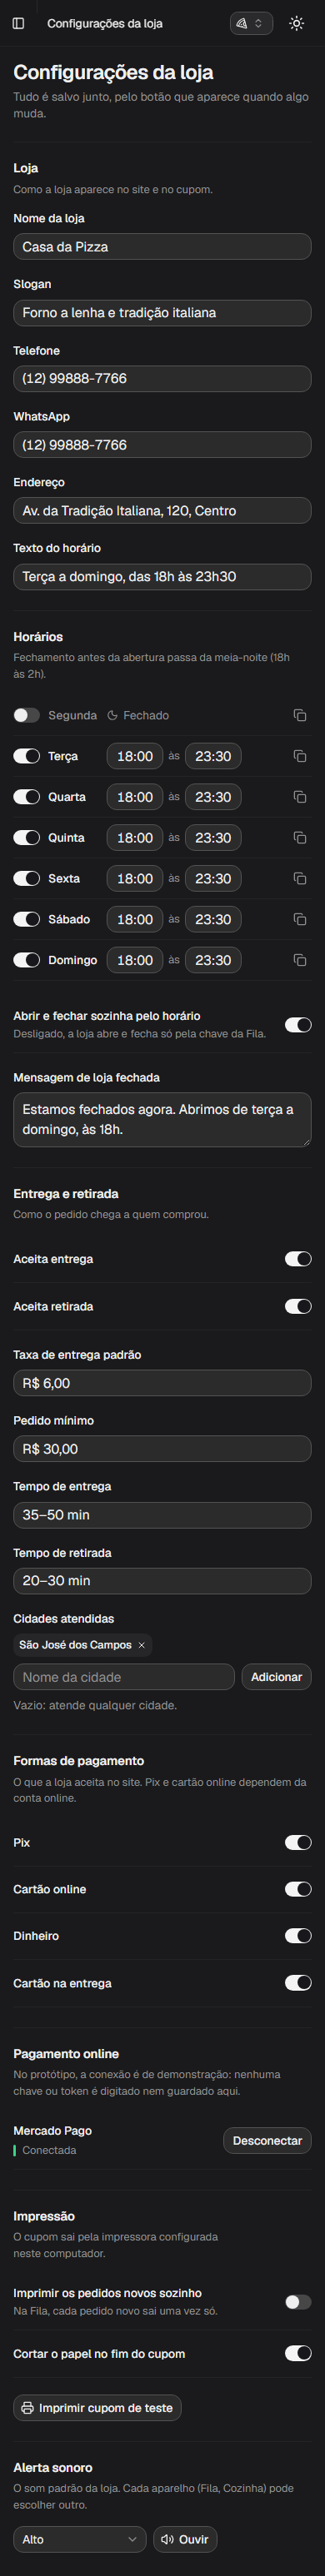 Configurações da loja
Configurações da loja
Tudo é salvo junto, pelo botão que aparece quando algo
muda.
Loja
Como a loja aparece no site e no cupom.
Nome da loja
Casa da Pizza
Slogan
Forno a lenha e tradição italiana
Telefone
(12) 99888-7766
WhatsApp
(12) 99888-7766
Endereço
Av. da Tradição Italiana, 120, Centro
Texto do horário
Terça a domingo, das 18h às 23h30
Horários
Fechamento antes da abertura passa da meia-noite (18h
às 2h).
Segunda Fechado
Terça 18:00 às 23:30
Quarta 18:00 às 23:30
Quinta 18:00 às 23:30
Sexta 18:00 às 23:30
Sábado 18:00 às 23:30
Domingo 18:00 às 23:30
Abrir e fechar sozinha pelo horário
Desligado, a loja abre e fecha só pela chave da Fila.
Mensagem de loja fechada
Estamos fechados agora. Abrimos de terça a
domingo, às 18h.
Entrega e retirada
Como o pedido chega a quem comprou.
Aceita entrega
Aceita retirada
Taxa de entrega padrão
R$ 6,00
Pedido mínimo
R$ 30,00
Tempo de entrega
35–50 min
Tempo de retirada
20–30 min
Cidades atendidas
São José dos Campos ×
Nome da cidade Adicionar
Vazio: atende qualquer cidade.
Formas de pagamento
O que a loja aceita no site. Pix e cartão online dependem da
conta online.
Pix
Cartão online
Dinheiro
Cartão na entrega
Pagamento online
No protótipo, a conexão é de demonstração: nenhuma
chave ou token é digitado nem guardado aqui.
Mercado Pago
Conectada
Desconectar
Impressão
O cupom sai pela impressora configurada
neste computador.
Imprimir os pedidos novos sozinho
Na Fila, cada pedido novo sai uma vez só.
Cortar o papel no fim do cupom
Imprimir cupom de teste
Alerta sonoro
O som padrão da loja. Cada aparelho (Fila, Cozinha) pode
escolher outro.
Alto Ouvir